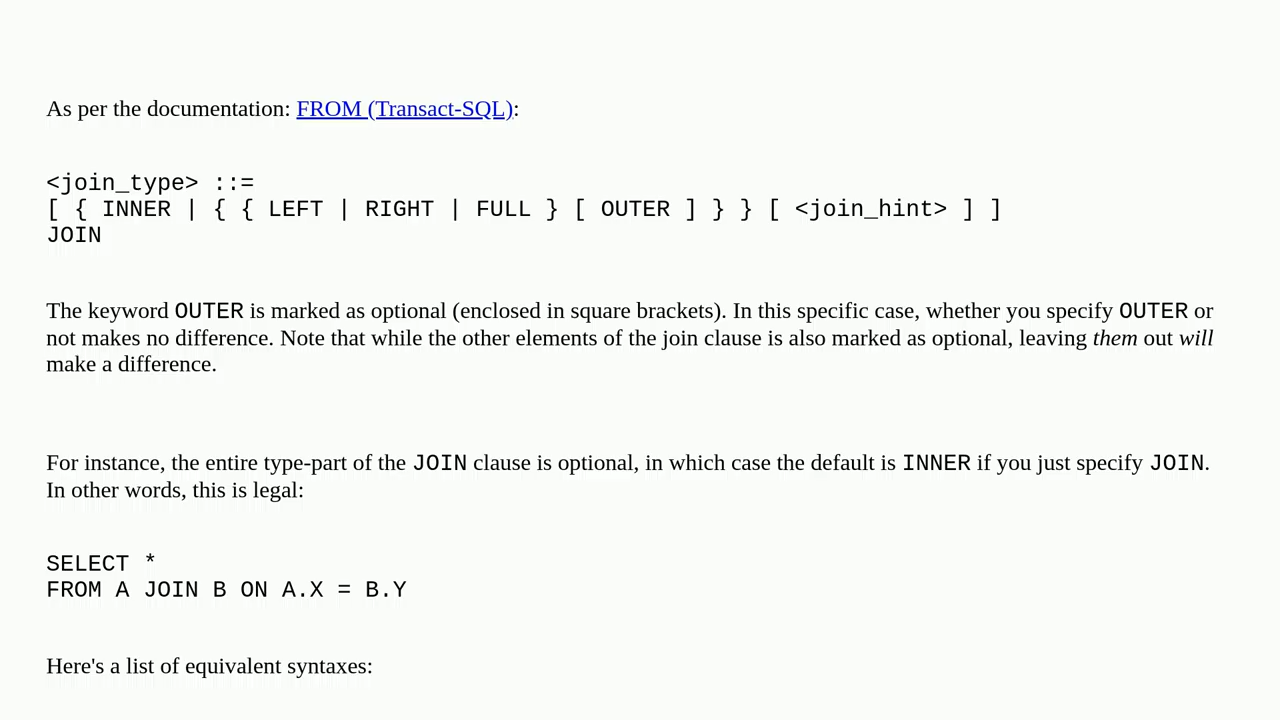 As per the documentation: FROM (Transact-SQL):
<join_type> ::=
[ { INNER | { { LEFT | RIGHT | FULL } [ OUTER ] } } [ <join_hint> ] ]
JOIN
The keyword OUTER is marked as optional (enclosed in square brackets). In this specific case, whether you specify OUTER or
not makes no difference. Note that while the other elements of the join clause is also marked as optional, leaving them out will
make a difference.
For instance, the entire type-part of the JOIN clause is optional, in which case the default is INNER if you just specify JOIN.
In other words, this is legal:
SELECT *
FROM A JOIN B ON A.X = B.Y
Here's a list of equivalent syntaxes: